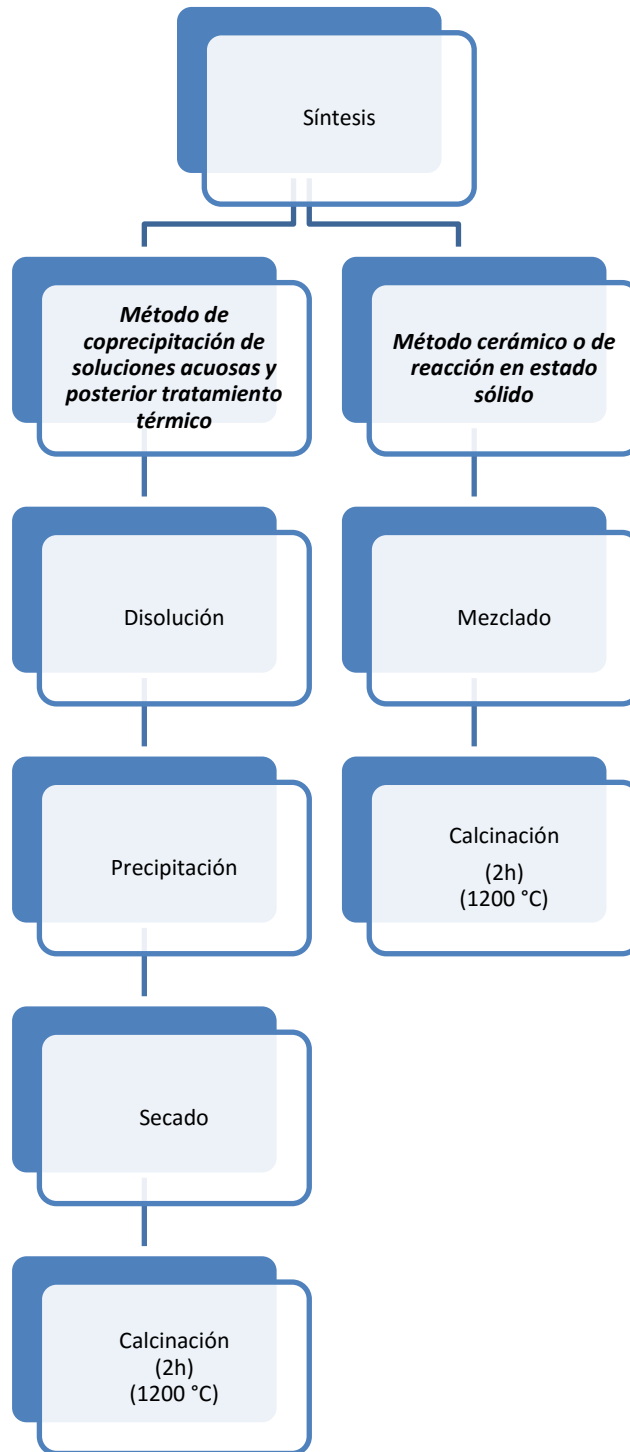 Síntesis
Método de
coprecipitación de
soluciones acuosas y
posterior tratamiento
térmico
Método cerámico o de
reacción en estado
sólido
Disolución
Mezclado
Precipitación
Calcinación
(2h)
(1200 °C)
Secado
Calcinación
(2h)
(1200 °C)